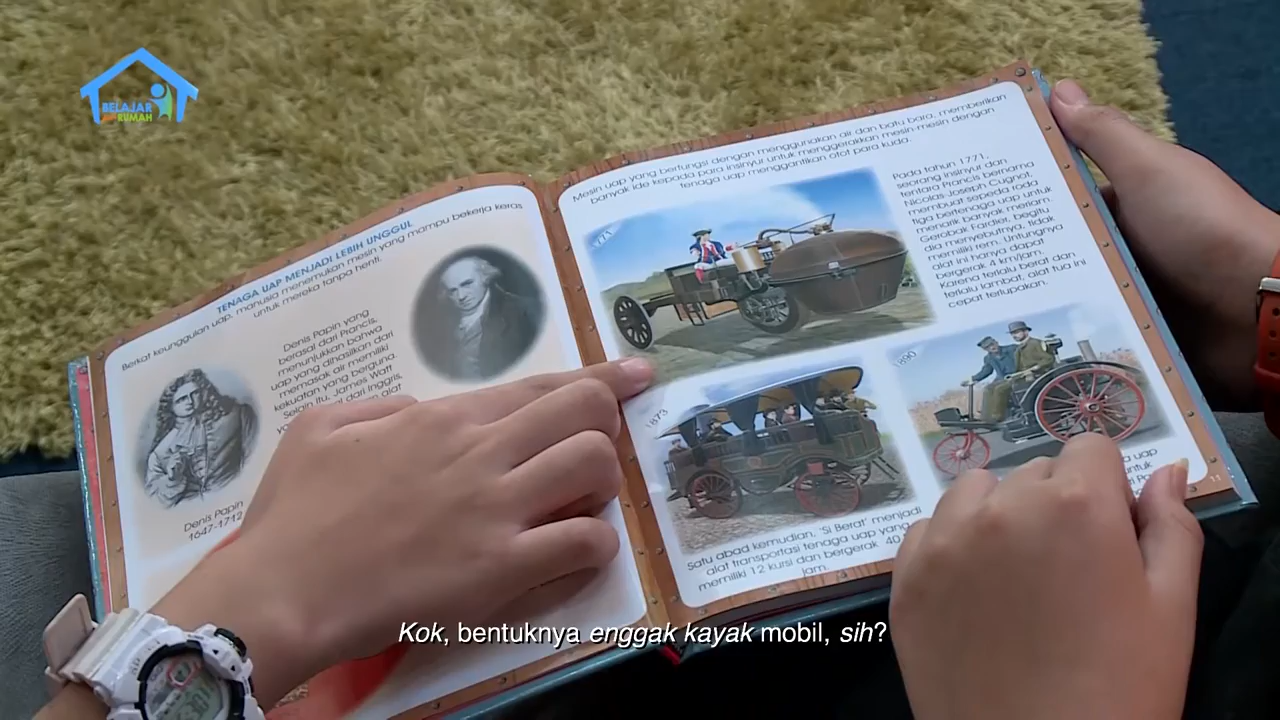 BELAJAR
RUMAH
TENAGA UAP MENJADI LEBIH UNGGUL
Berkat keunggulan uap, manusia menemukan mesin yang mampu bekerja keras
untuk mereka tanpa henti.
Denis Papin yang
berasal dari Prancis,
menunjukkan bahwa
uap yang dihasilkan dari
memasak air memiliki
kekuatan yang berguna.
Selain itu, James Watt
dari Inggris,
alat
Denis Papin
1647-1712
Mesin uap yang berfungsi dengan menggunakan air dan batu bara, memberikan
banyak ide kepada para insinyur untuk menggerakkan mesin-mesin dengan
tenaga uap menggantikan otot para kuda.
1771
Pada tahun 1771,
seorang insinyur dan
tentara Prancis bernama
Nicolas-Joseph Cugnot,
membuat sepeda roda
tiga bertenaga uap untuk
menarik banyak meriam.
Gerobak Fardier, begitu
dia menyebutnya, tidak
memiliki rem. Untungnya
alat ini hanya dapat
bergerak 4 km/jam.
Karena terlalu berat dan
terlalu lambat, alat tua ini
cepat terlupakan.
1873
1890
Satu abad kemudian, 'Si Berat' menjadi
alat transportasi tenaga uap yang
memiliki 12 kursi dan bergerak 40
jam.
uap
11
Kok, bentuknya enggak kayak mobil, sih?